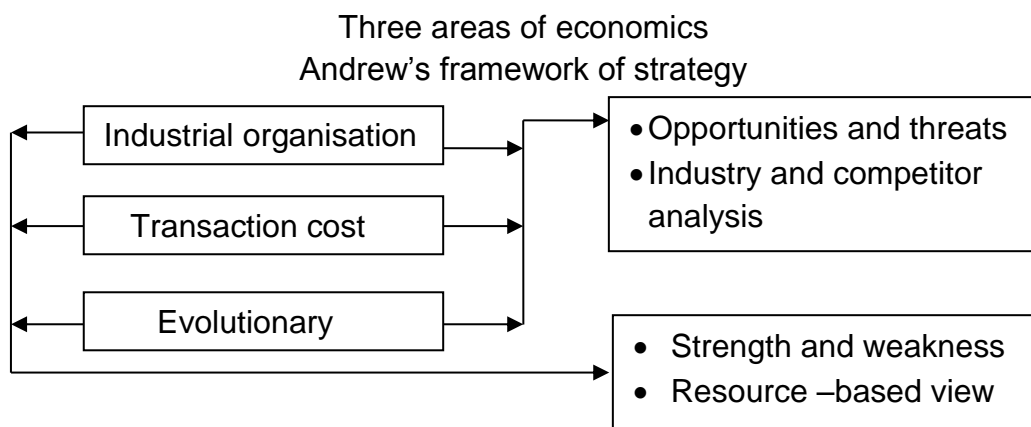 Three areas of economics
Andrew’s framework of strategy
Industrial organisation
Transaction cost
Evolutionary
•Opportunities and threats
•Industry and competitor
analysis
• Strength and weakness
• Resource –based view